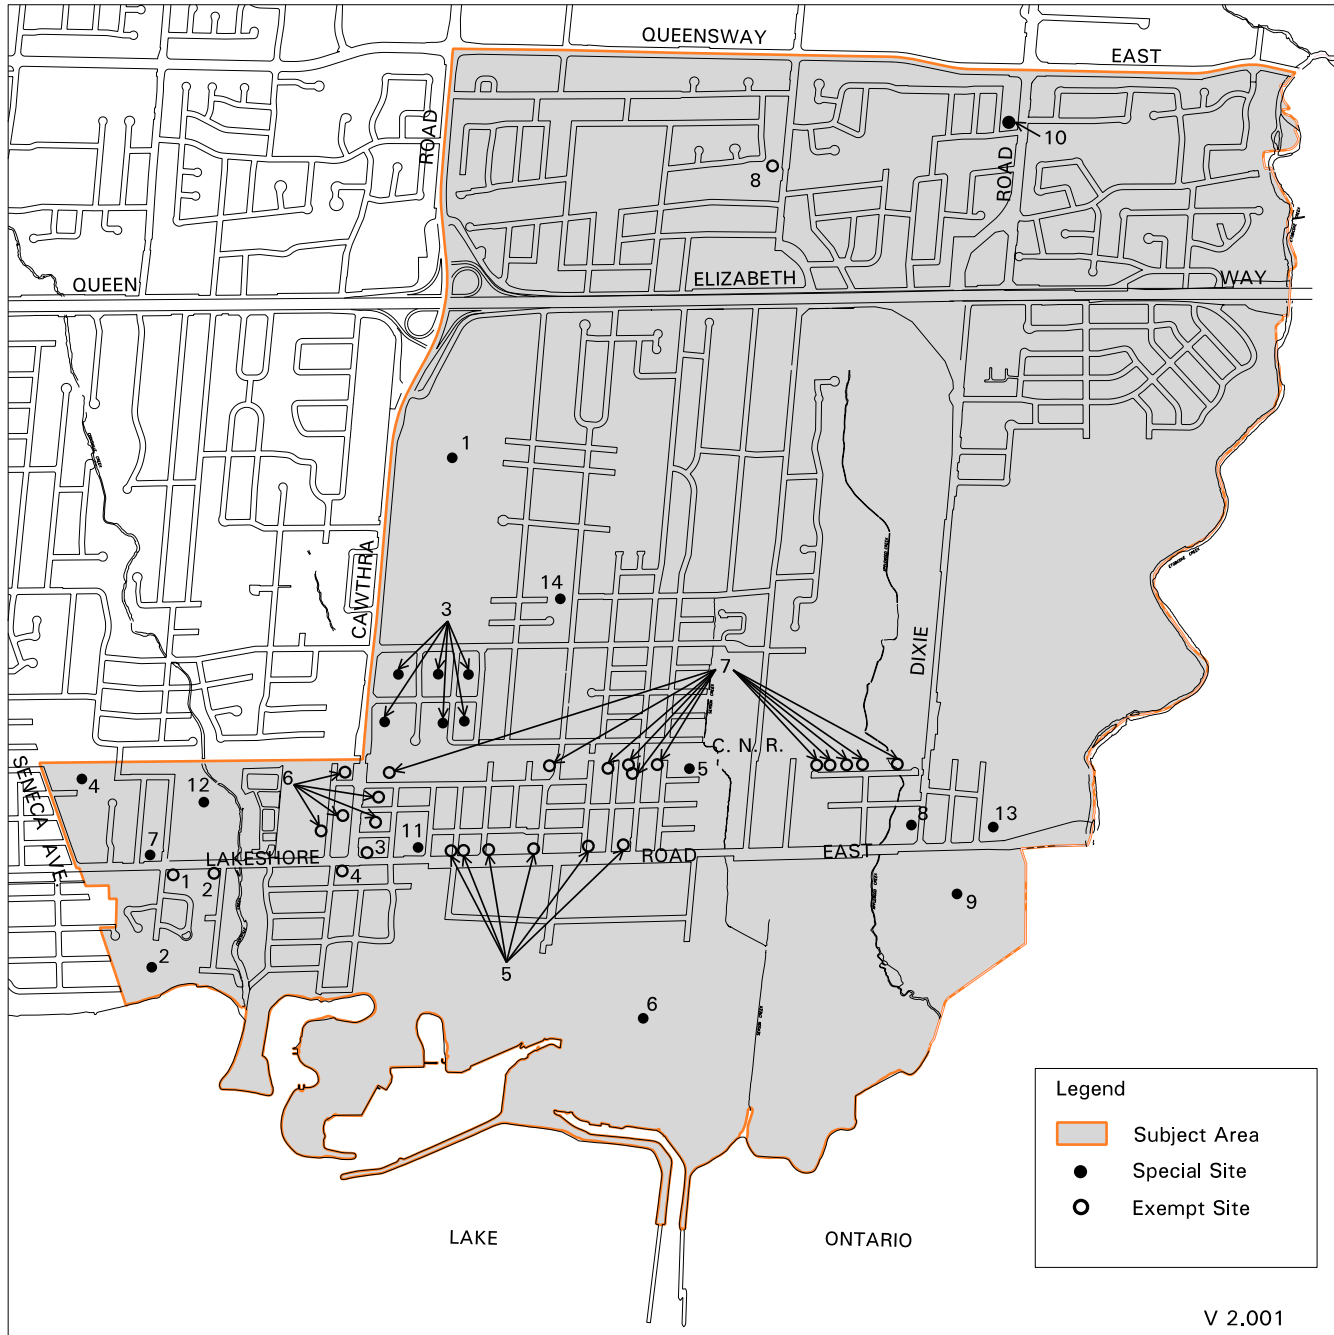 QUEENSWAY
EAST
ROAD
10
ROAD
8
QUEEN
ELIZABETH
WAY
1
ETOBICOKE CREEK
CAWTHRA
14
3
DIXIE
7
C. N. R.
SENECA AVE.
4
12
6
5
8
13
7
11
3
LAKESHORE
ROAD
EAST
1
2
4
9
2
5
6
Legend
Subject Area
Special Site
Exempt Site
LAKE
ONTARIO
V 2.001